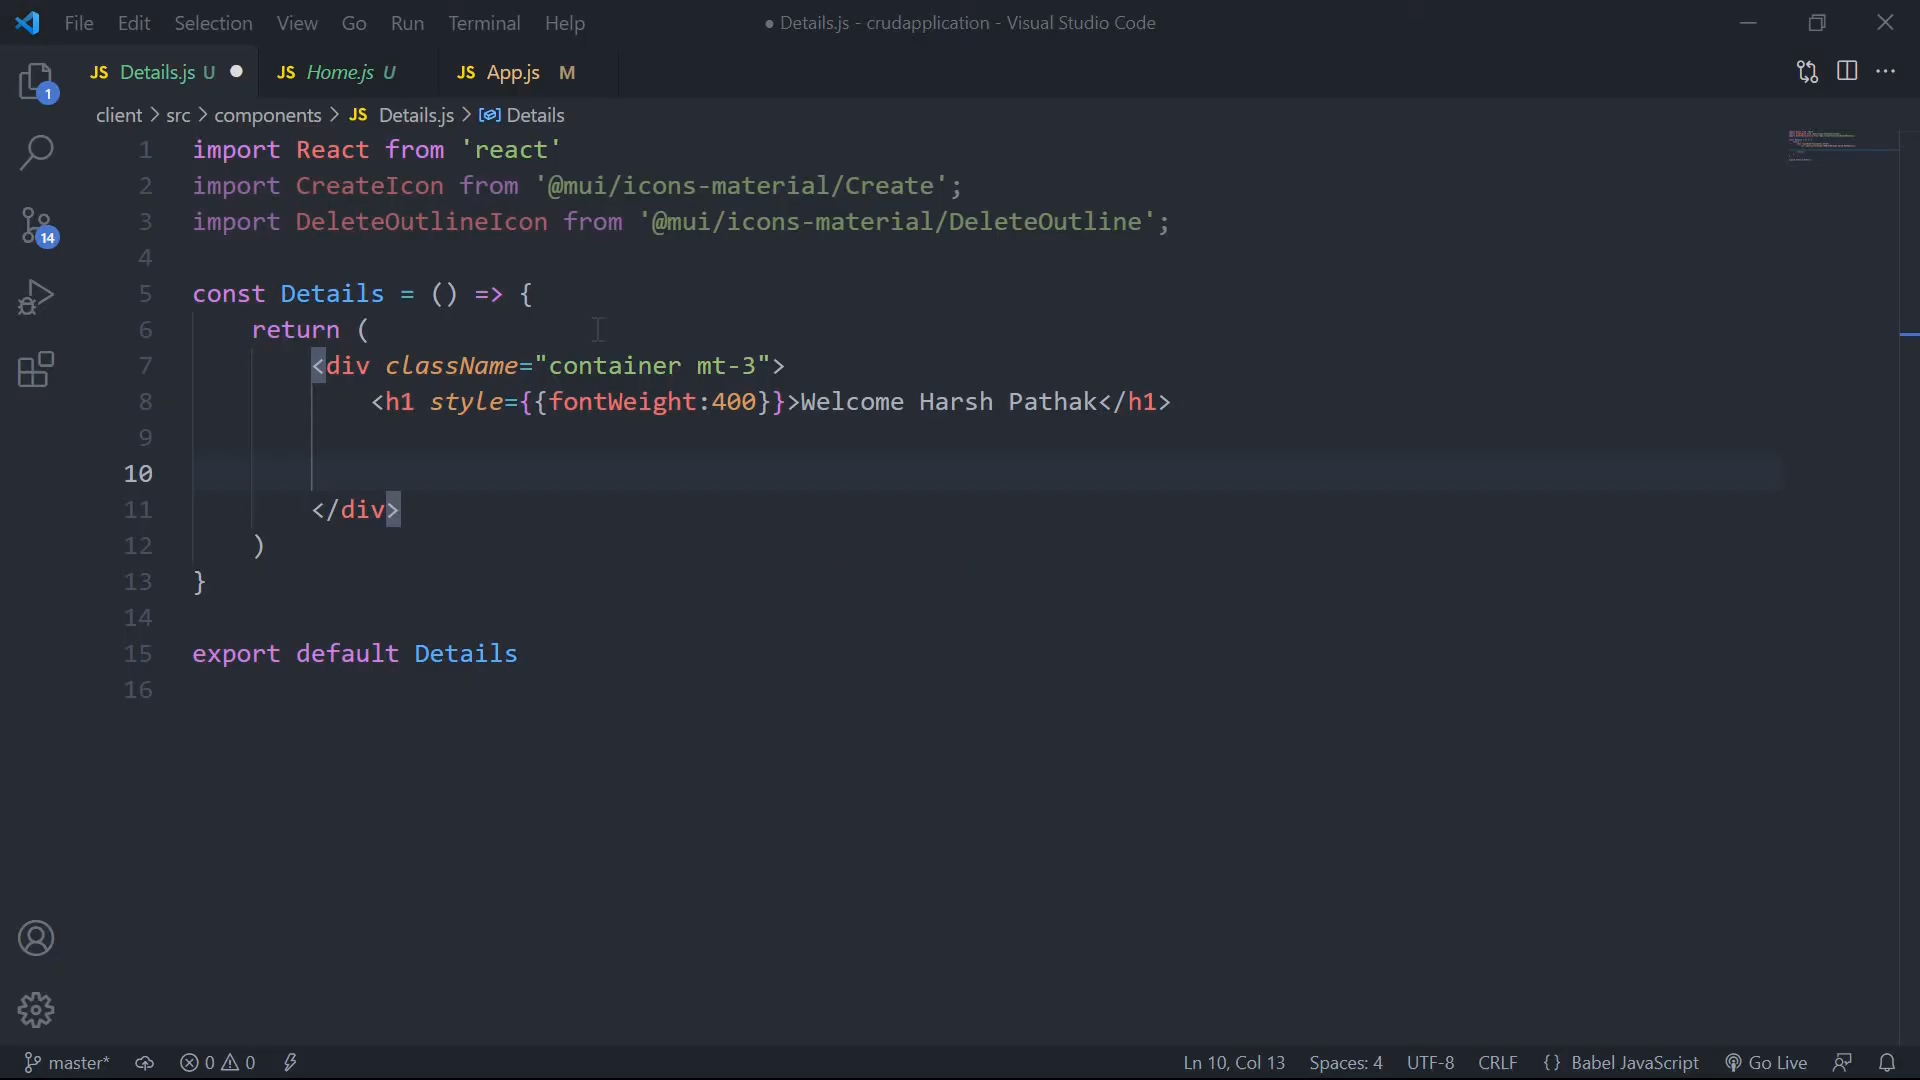 File Edit Selection View Go Run Terminal Help ● Details.js - crudapplication - Visual Studio Code
JS Details.js U JS Home.js U JS App.js M
1
client > src > components > JS Details.js > Details
1 import React from 'react'
2 import CreateIcon from '@mui/icons-material/Create';
3 import DeleteOutlineIcon from '@mui/icons-material/DeleteOutline';
14
4
5 const Details = () => {
6 return (
7 <div className="container mt-3">
8 <h1 style={{fontWeight:400}}>Welcome Harsh Pathak</h1>
9
10
11 </div>
12 )
13 }
14
15 export default Details
16
master* 0 0 Ln 10, Col 13 Spaces: 4 UTF-8 CRLF {} Babel JavaScript Go Live